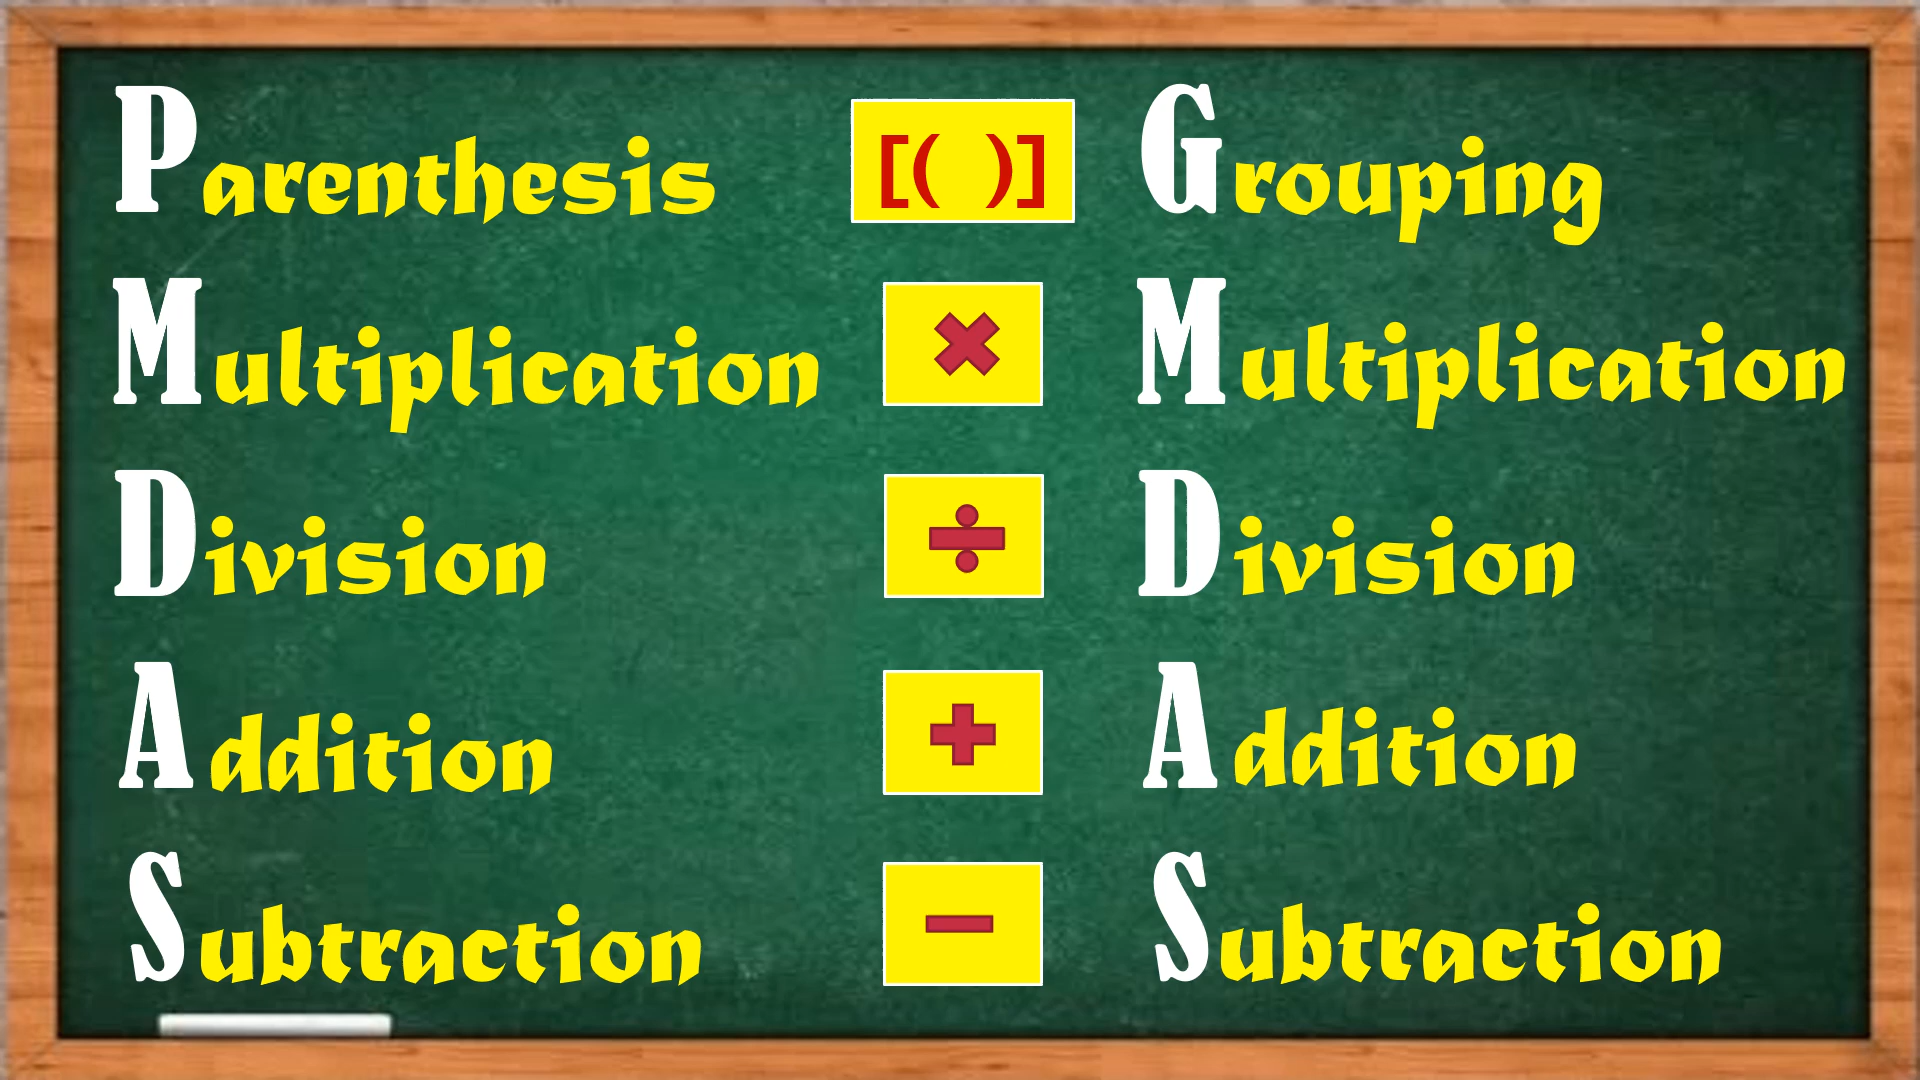 Parenthesis [( )] Grouping
Multiplication ✖ Multiplication
Division ➗ Division
Addition ➕ Addition
Subtraction ➖ Subtraction